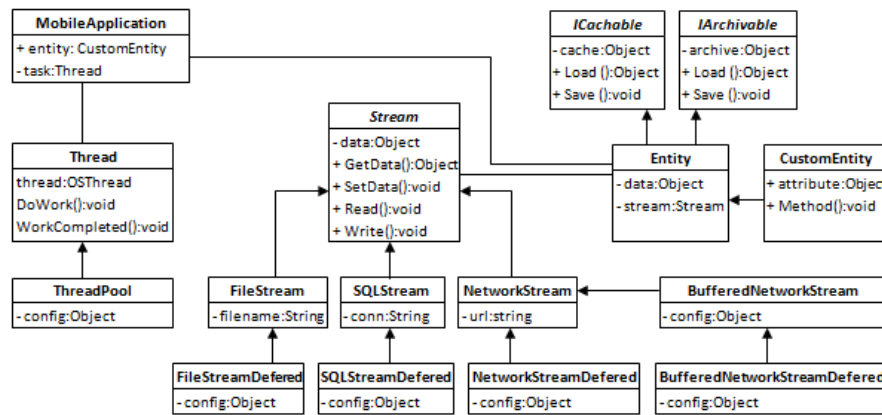 MobileApplication
+ entity: CustomEntity
- task:Thread
ICachable
- cache:Object
+ Load ():Object
+ Save ():void
IArchivable
- archive:Object
+ Load ():Object
+ Save ():void
Stream
- data:Object
+ GetData():Object
+ SetData():void
+ Read():void
+ Write():void
Thread
thread:OSThread
DoWork():void
WorkCompleted():void
Entity
- data:Object
- stream:Stream
CustomEntity
+ attribute:Objec
+ Method():void
ThreadPool
- config:Object
FileStream
- filename:String
SQLStream
- conn:String
NetworkStream
- url:string
BufferedNetworkStream
- config:Object
FileStreamDefered
- config:Object
SQLStreamDefered
- config:Object
NetworkStreamDefered
- config:Object
BufferedNetworkStreamDefered
- config:Object